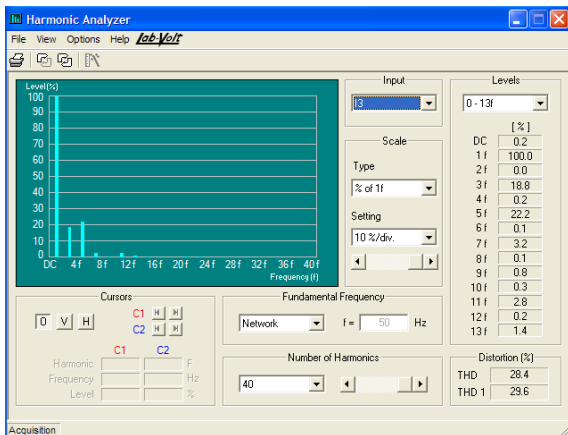 Harmonic Analyzer
File View Options Help Lab-Volt
Level(%)
100
90
80
70
60
50
40
30
20
10
0
DC 4f 8f 12f 16f 20f 24f 28f 32f 36f 40f
Frequency (f)
Input
I3
Scale
Type
% of 1f
Setting
10 %/div.
Levels
0 - 13f
[ % ]
DC 0.2
1f 100.0
2f 0.0
3f 18.8
4f 0.2
5f 22.2
6f 0.1
7f 3.2
8f 0.1
9f 0.8
10f 0.3
11f 2.8
12f 0.2
13f 1.4
Cursors
0 V H
C1
C2
C1 C2
Harmonic F
Frequency Hz
Level %
Fundamental Frequency
Network f = 50 Hz
Number of Harmonics
40
Distortion (%)
THD 28.4
THD 1 29.6
Acquisition